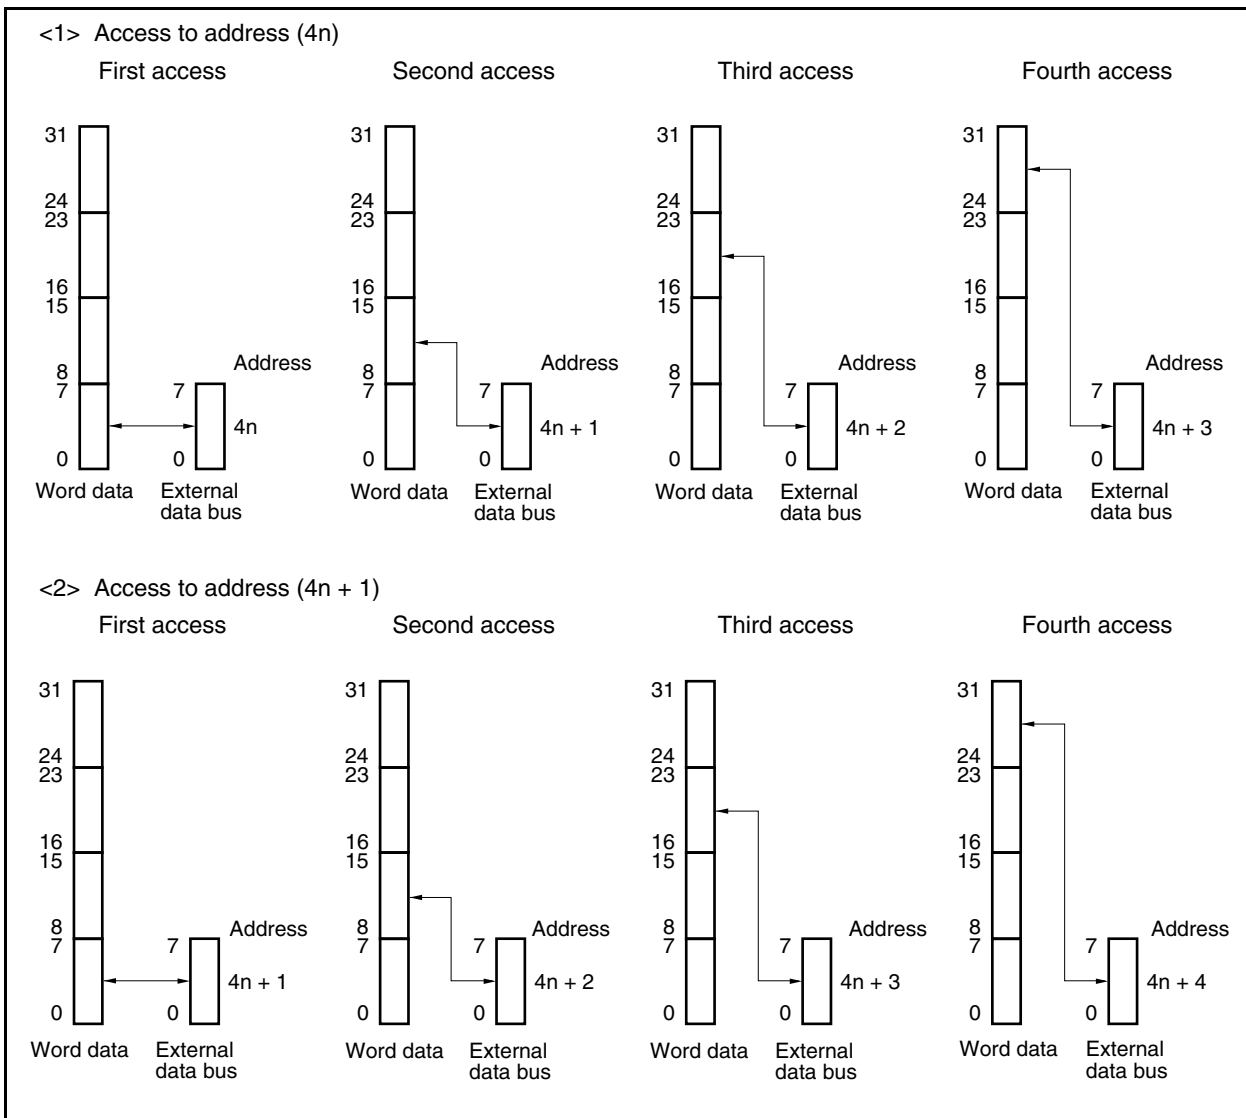 <1> Access to address (4n)
First access Second access Third access Fourth access
31 31 31 31
24 24 24 24
23 23 23 23
16 16 16 16
15 15 15 15
Address Address Address Address
8 8 8 8
7 7 7 7 7 7 7 7
4n 4n + 1 4n + 2 4n + 3
0 0 0 0 0 0 0 0
Word data External Word data External Word data External Word data External
data bus data bus data bus data bus
<2> Access to address (4n + 1)
First access Second access Third access Fourth access
31 31 31 31
24 24 24 24
23 23 23 23
16 16 16 16
15 15 15 15
Address Address Address Address
8 8 8 8
7 7 7 7 7 7 7 7
4n + 1 4n + 2 4n + 3 4n + 4
0 0 0 0 0 0 0 0
Word data External Word data External Word data External Word data External
data bus data bus data bus data bus